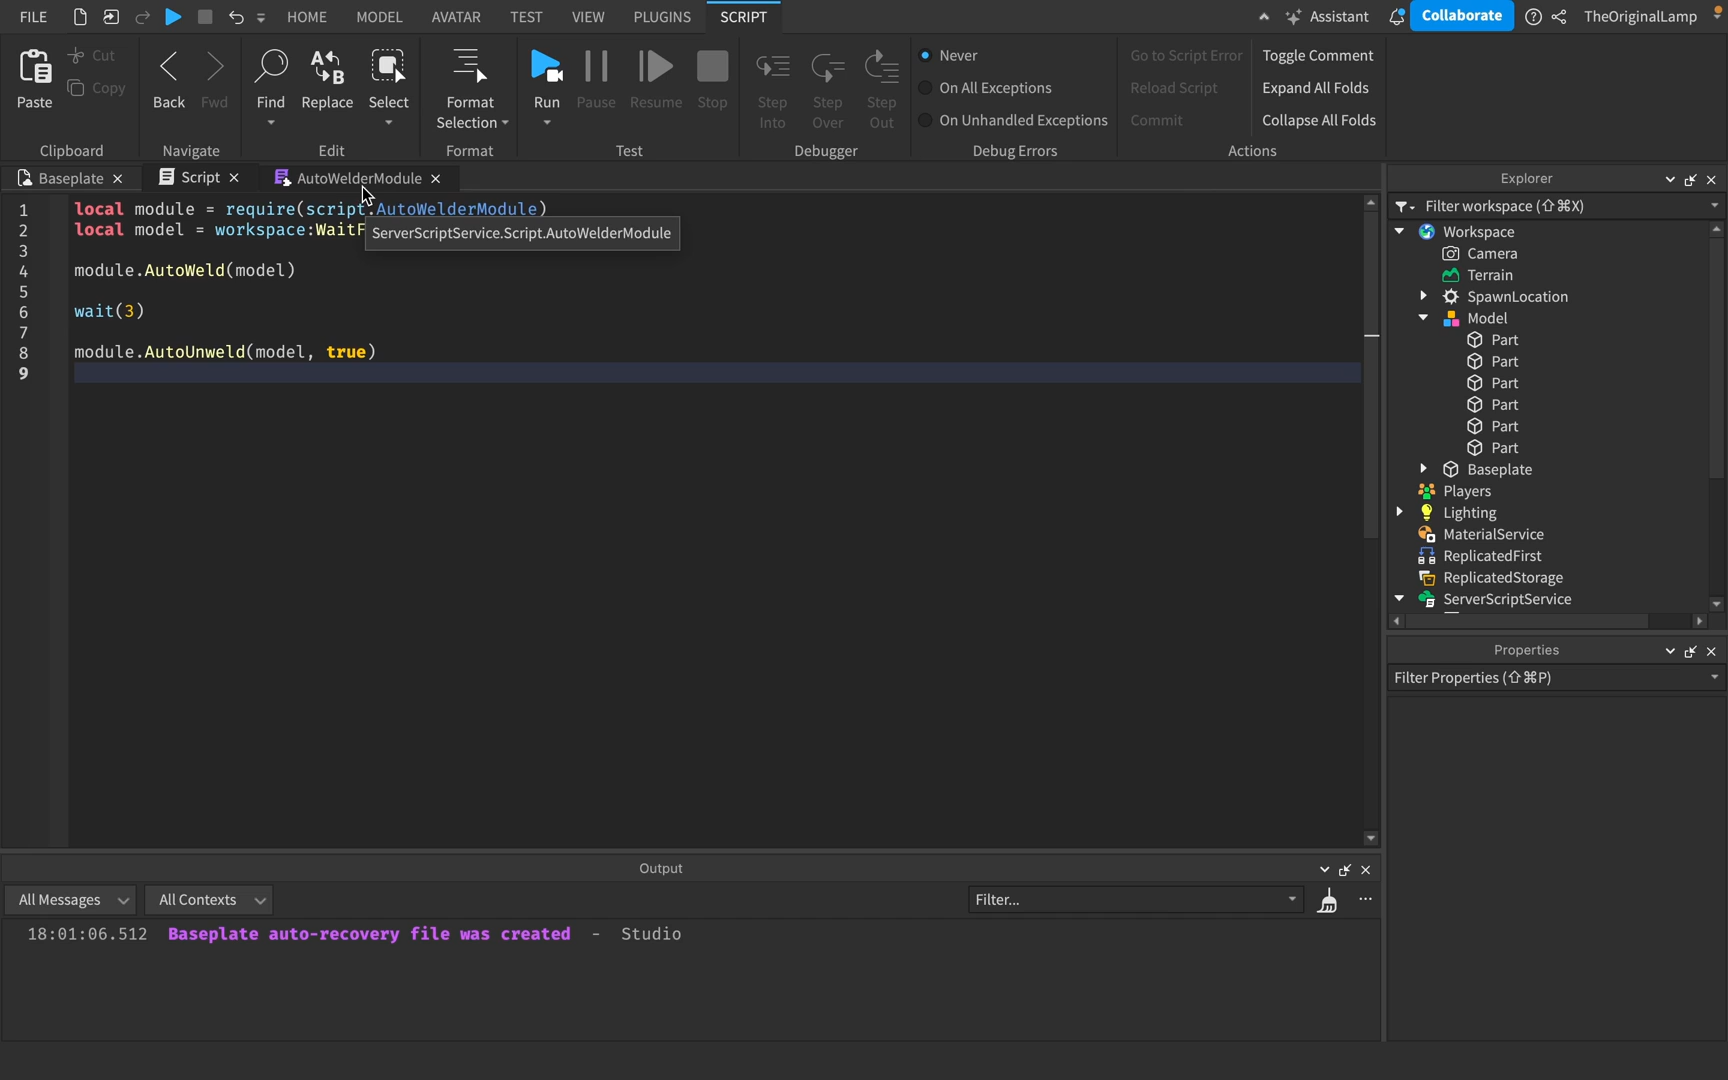 FILE HOME MODEL AVATAR TEST VIEW PLUGINS SCRIPT Assistant Collaborate TheOriginalLamp
Paste Cut Copy
Clipboard
Back Fwd
Navigate
Find Replace Select
Edit
Format Selection
Format
Run Pause Resume Stop
Test
Step Into Step Over Step Out
Debugger
Never
On All Exceptions
On Unhandled Exceptions
Debug Errors
Go to Script Error Toggle Comment
Reload Script Expand All Folds
Commit Collapse All Folds
Actions
Baseplate Script AutoWelderModule
1 local module = require(script.AutoWelderModule)
2 local model = workspace:WaitF
ServerScriptService.Script.AutoWelderModule
3
4 module.AutoWeld(model)
5
6 wait(3)
7
8 module.AutoUnweld(model, true)
9
Explorer
Filter workspace (⇧⌘X)
Workspace
Camera
Terrain
SpawnLocation
Model
Part
Part
Part
Part
Part
Part
Baseplate
Players
Lighting
MaterialService
ReplicatedFirst
ReplicatedStorage
ServerScriptService
Properties
Filter Properties (⇧⌘P)
Output
All Messages All Contexts Filter...
18:01:06.512 Baseplate auto-recovery file was created - Studio